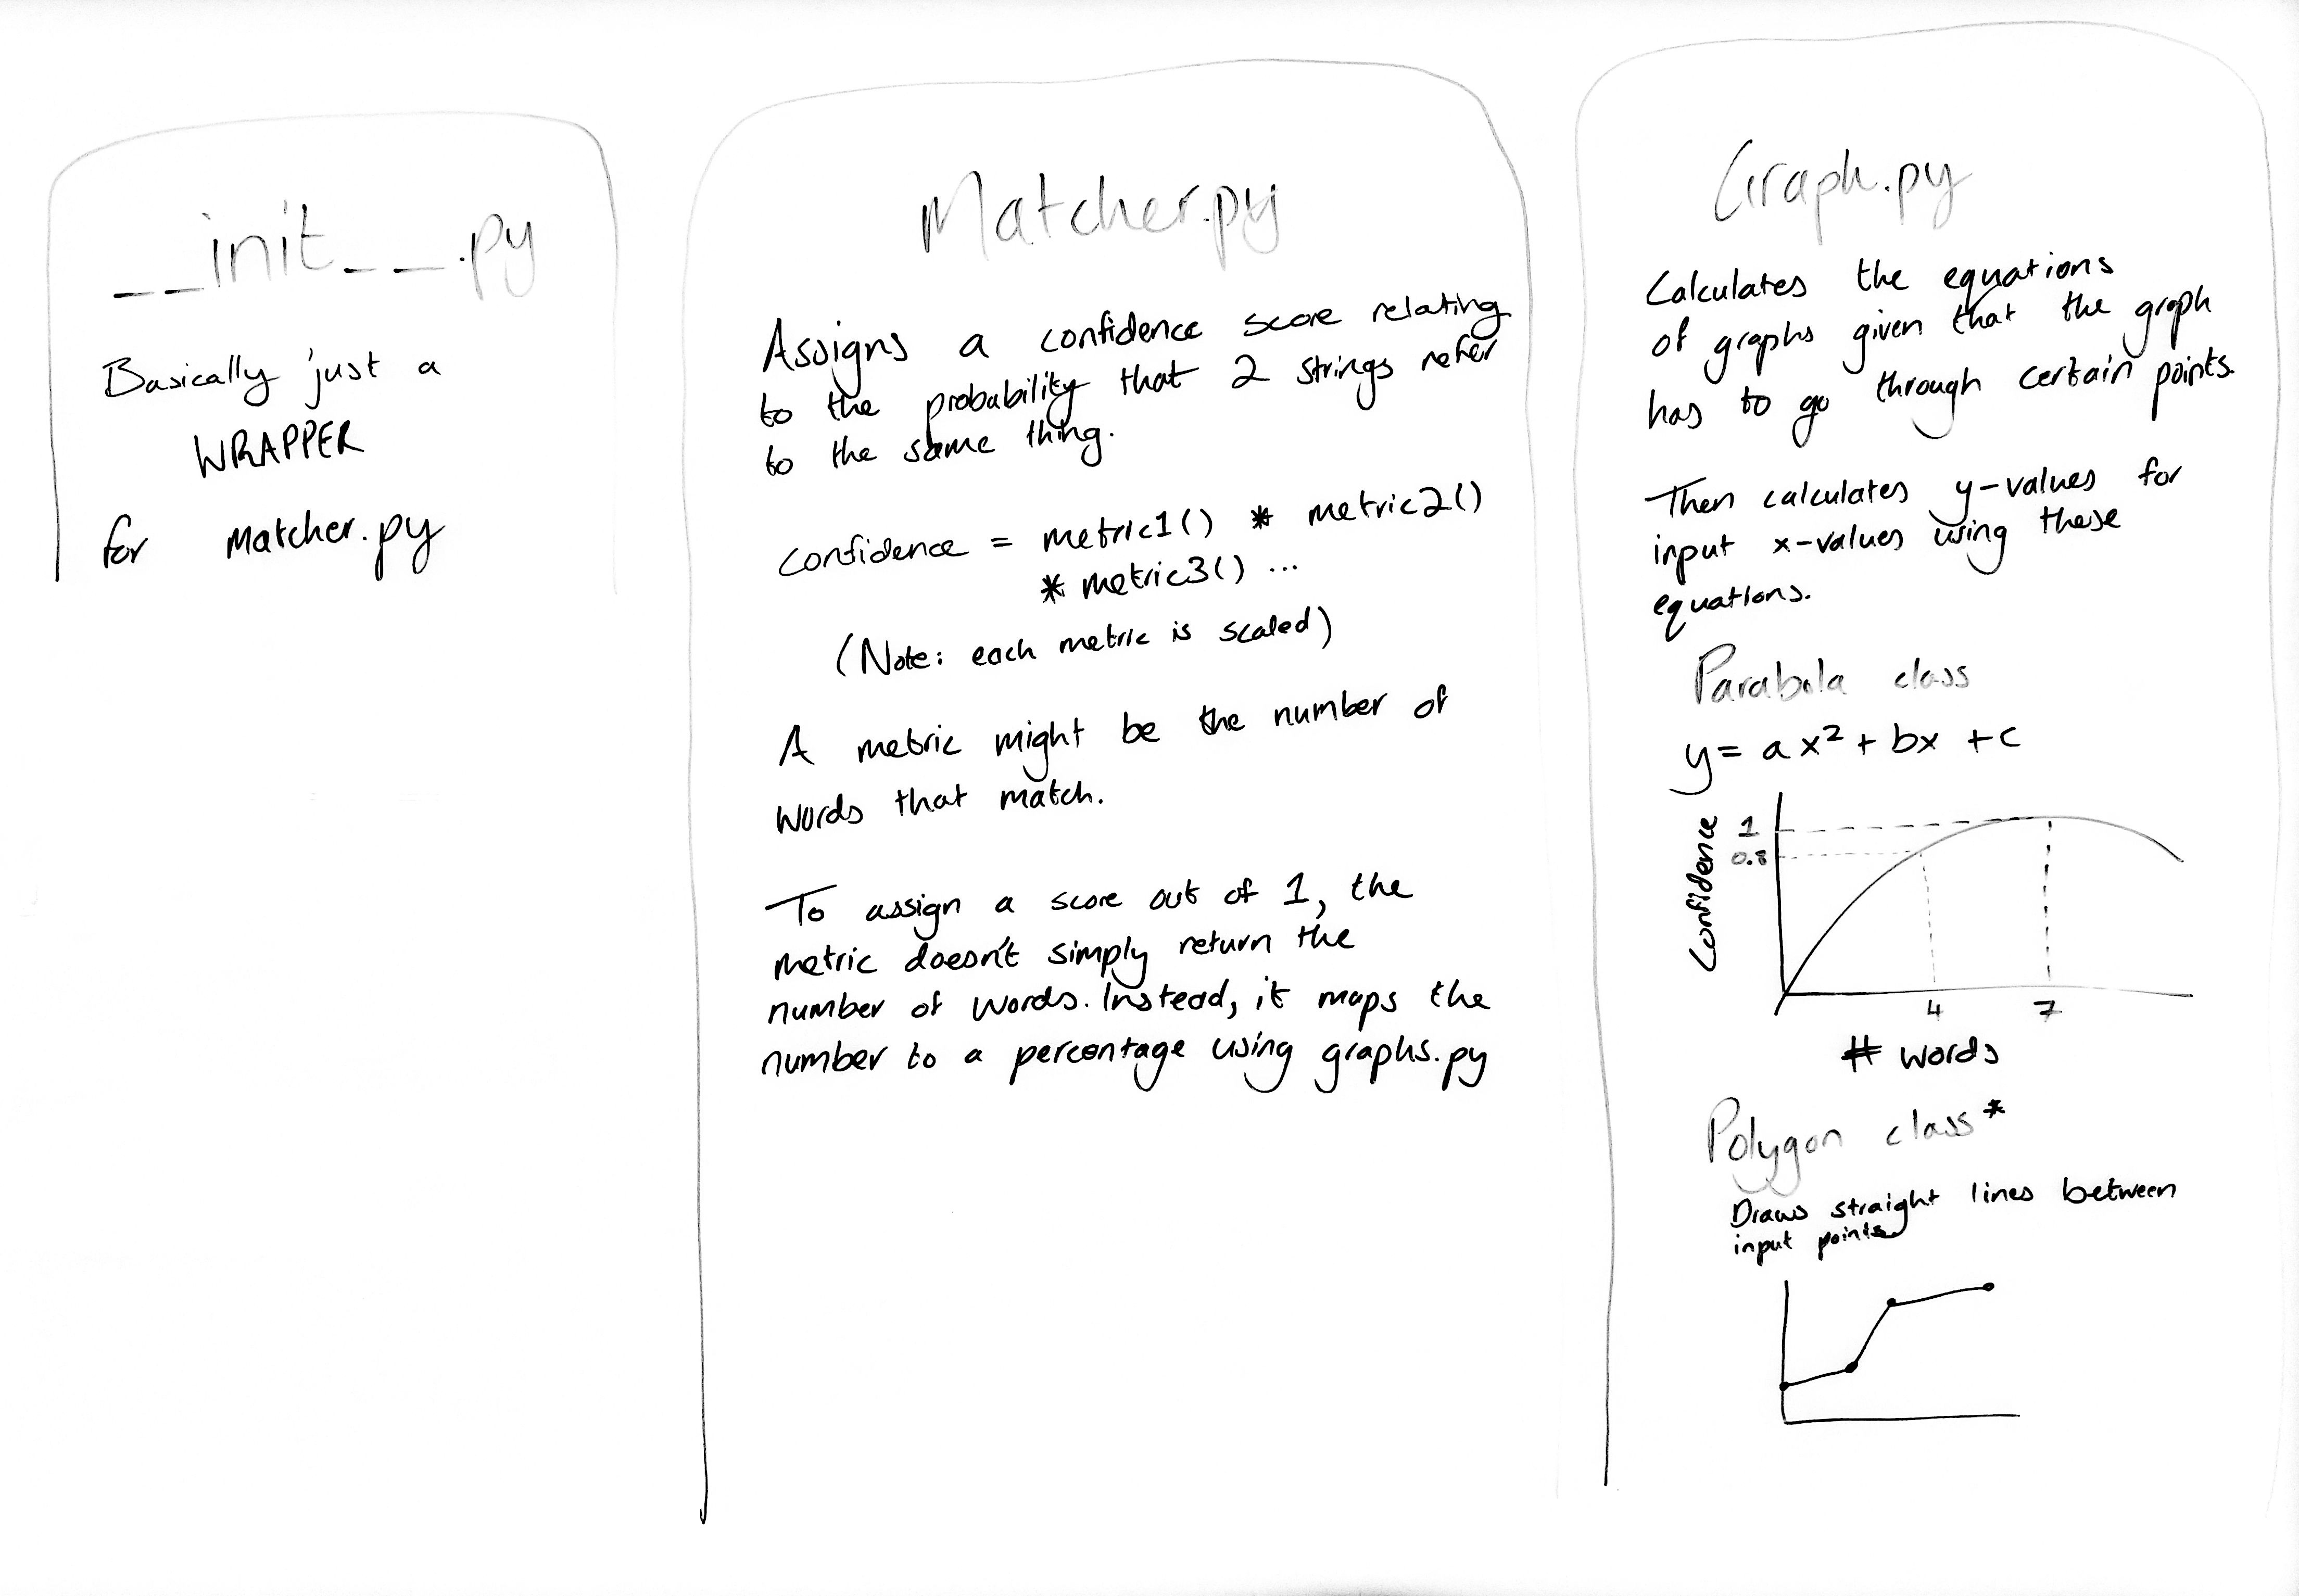 __init__.py
Basically just a
WRAPPER
for Matcher.py
Matcher.py
Assigns a confidence score relating
to the probability that 2 strings refer
to the same thing.
confidence = metric1() * metric2()
* metric3() ...
(Note: each metric is scaled)
A metric might be the number of
words that match.
To assign a score out of 1, the
metric doesn't simply return the
number of words. Instead, it maps the
number to a percentage using graphs.py
Graph.py
Calculates the equations
of graphs given that the graph
has to go through certain points.
Then calculates y-values for
input x-values using these
equations.
Parabola class
y = ax² + bx + c
Confidence
1
0.8
4 7
# words
Polygon class*
Draws straight lines between
input points